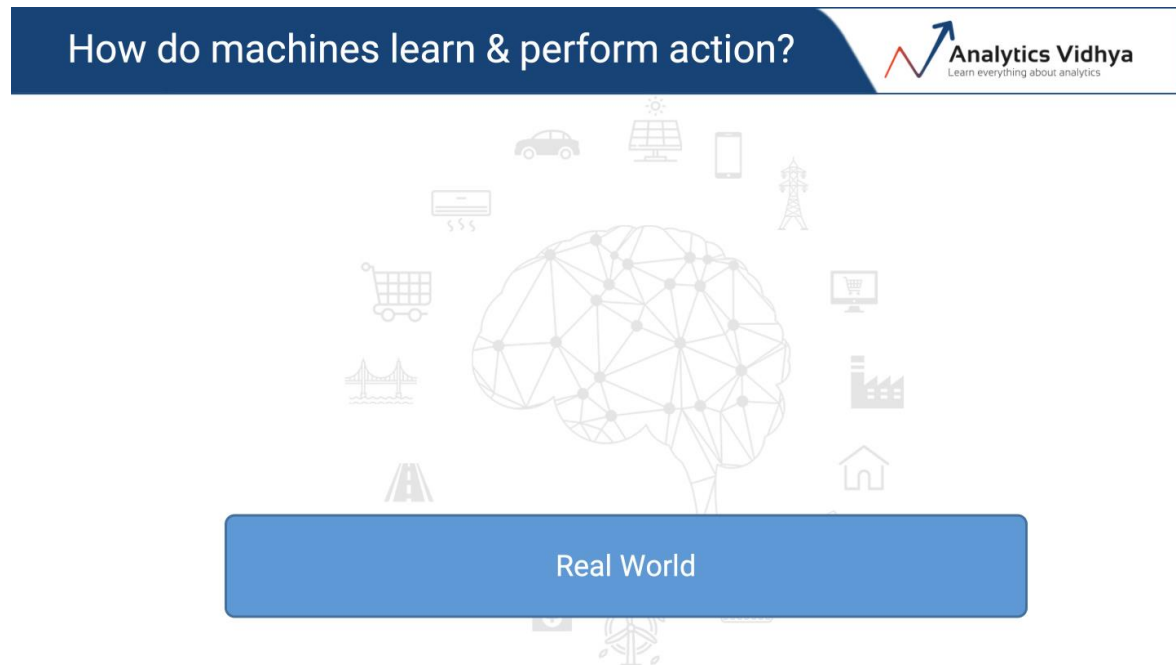 How do machines learn & perform action?
Analytics Vidhya
Learn everything about analytics
Real World